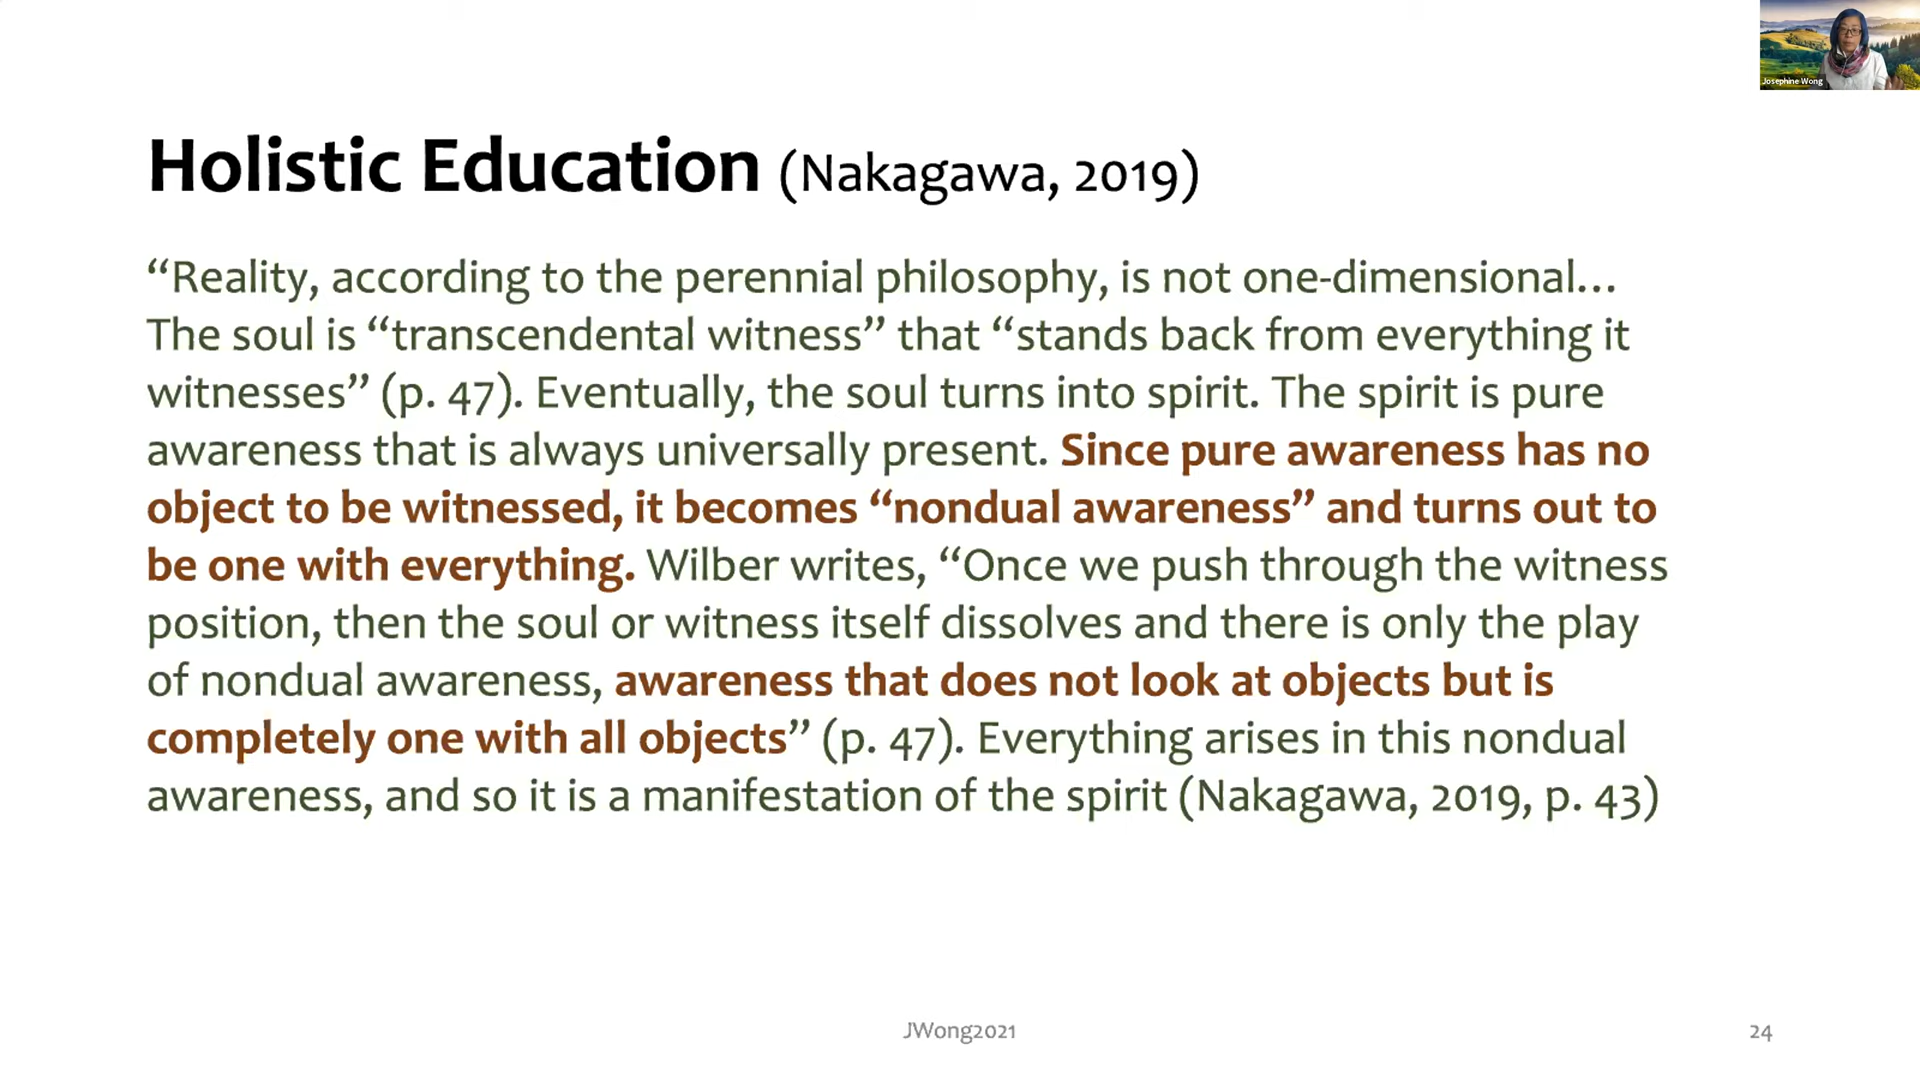 Josephine Wong
Holistic Education (Nakagawa, 2019)
“Reality, according to the perennial philosophy, is not one-dimensional…
The soul is “transcendental witness” that “stands back from everything it
witnesses” (p. 47). Eventually, the soul turns into spirit. The spirit is pure
awareness that is always universally present. Since pure awareness has no
object to be witnessed, it becomes “nondual awareness” and turns out to
be one with everything. Wilber writes, “Once we push through the witness
position, then the soul or witness itself dissolves and there is only the play
of nondual awareness, awareness that does not look at objects but is
completely one with all objects” (p. 47). Everything arises in this nondual
awareness, and so it is a manifestation of the spirit (Nakagawa, 2019, p. 43)
JWong2021
24